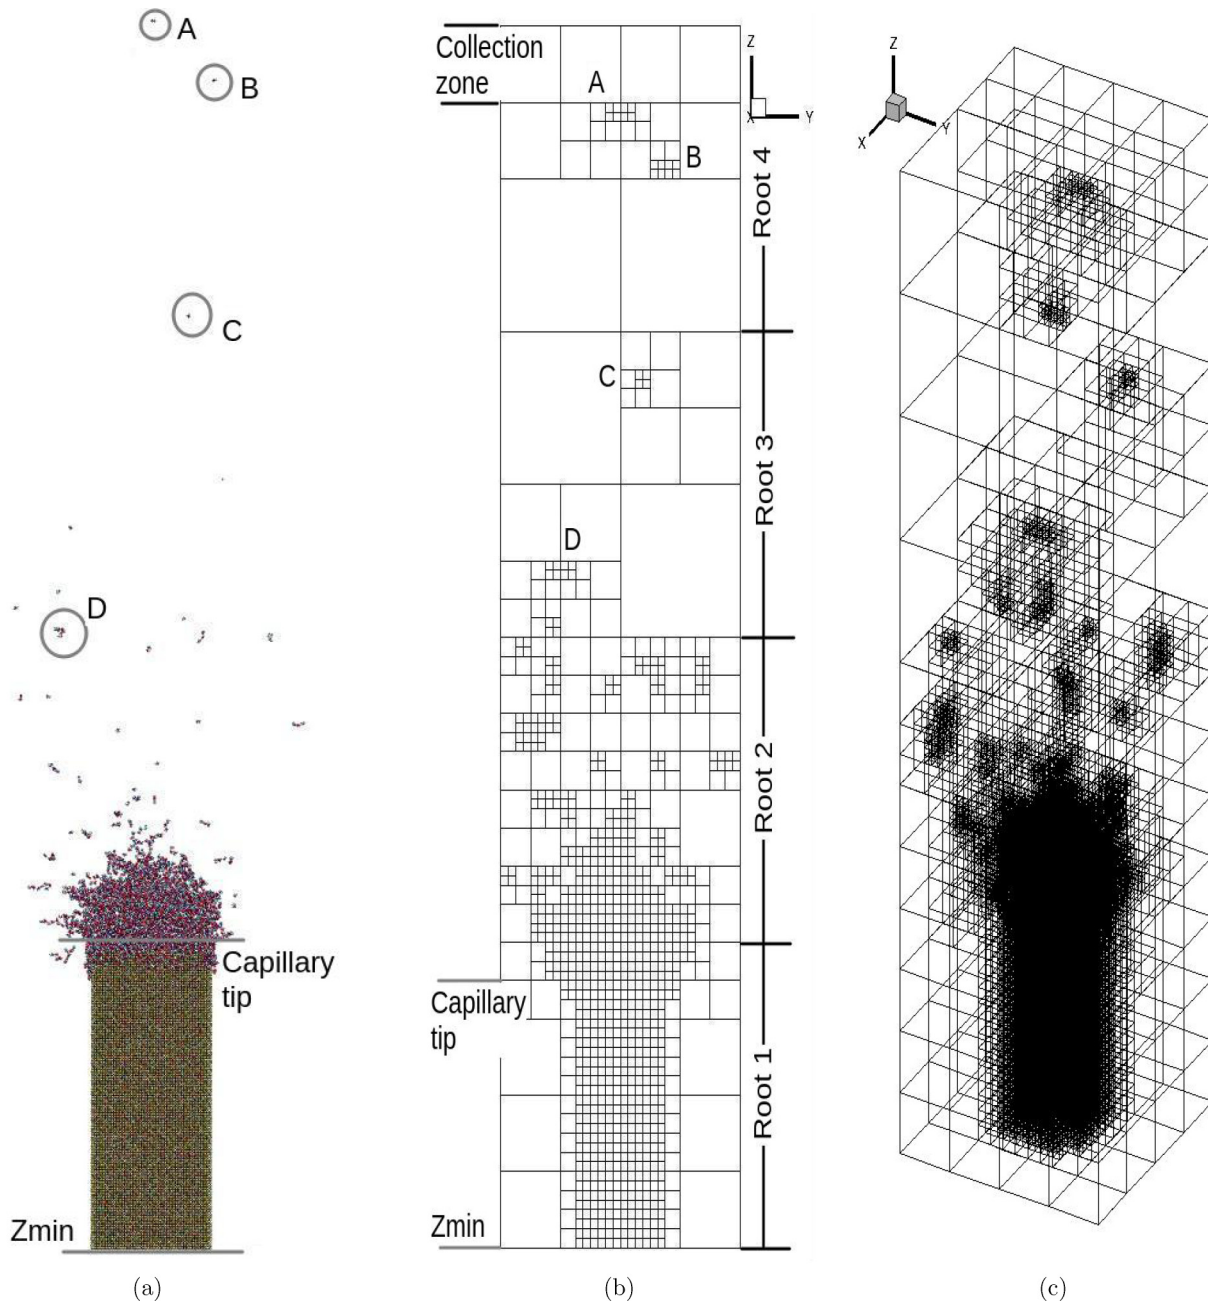 A
B
C
D
Capillary
tip
Zmin
(a)
Collection
zone
A
B
C
D
Capillary
tip
Zmin
Root 4
Root 3
Root 2
Root 1
Z
X
Y
(b)
Z
X
Y
(c)